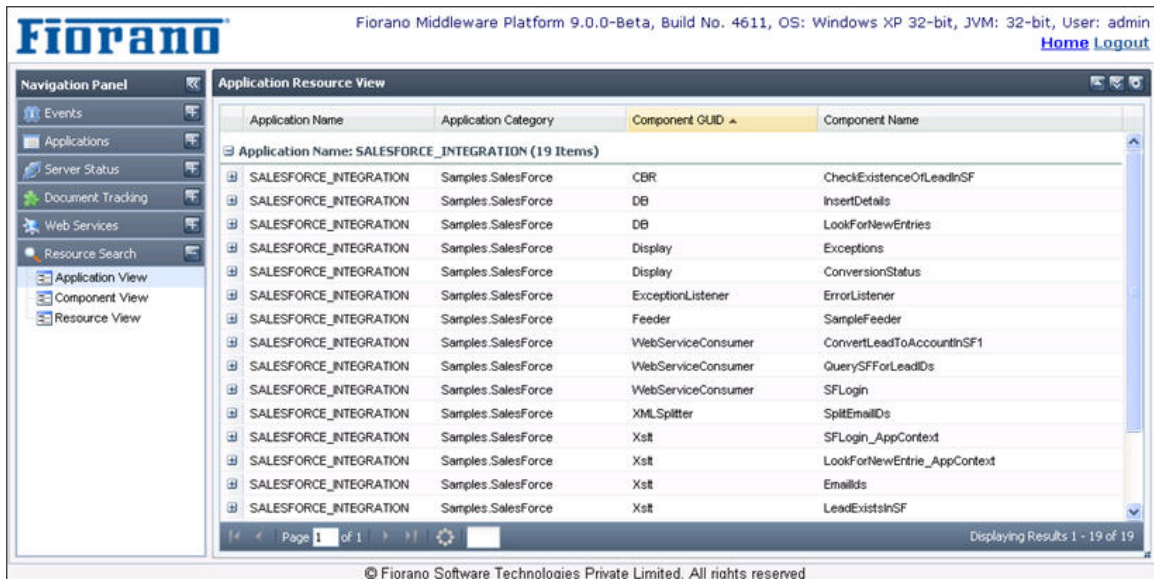 Fiorano
Fiorano Middleware Platform 9.0.0-Beta, Build No. 4611, OS: Windows XP 32-bit, JVM: 32-bit, User: admin
Home Logout
Navigation Panel
Events
Applications
Server Status
Document Tracking
Web Services
Resource Search
Application View
Component View
Resource View
Application Resource View
Application Name Application Category Component GUID Component Name
Application Name: SALESFORCE_INTEGRATION (19 Items)
SALESFORCE_INTEGRATION Samples.SalesForce CBR CheckExistenceOfLeadInSF
SALESFORCE_INTEGRATION Samples.SalesForce DB InsertDetails
SALESFORCE_INTEGRATION Samples.SalesForce DB LookForNewEntries
SALESFORCE_INTEGRATION Samples.SalesForce Display Exceptions
SALESFORCE_INTEGRATION Samples.SalesForce Display ConversionStatus
SALESFORCE_INTEGRATION Samples.SalesForce ExceptionListener ErrorListener
SALESFORCE_INTEGRATION Samples.SalesForce Feeder SampleFeeder
SALESFORCE_INTEGRATION Samples.SalesForce WebServiceConsumer ConvertLeadToAccountInSF1
SALESFORCE_INTEGRATION Samples.SalesForce WebServiceConsumer QuerySFForLeadIDs
SALESFORCE_INTEGRATION Samples.SalesForce WebServiceConsumer SFLogin
SALESFORCE_INTEGRATION Samples.SalesForce XMLSplitter SplitEmailIDs
SALESFORCE_INTEGRATION Samples.SalesForce Xslt SFLogin_AppContext
SALESFORCE_INTEGRATION Samples.SalesForce Xslt LookForNewEntrie_AppContext
SALESFORCE_INTEGRATION Samples.SalesForce Xslt EmailIds
SALESFORCE_INTEGRATION Samples.SalesForce Xslt LeadExistsInSF
Page 1 of 1
Displaying Results 1 - 19 of 19
© Fiorano Software Technologies Private Limited. All rights reserved